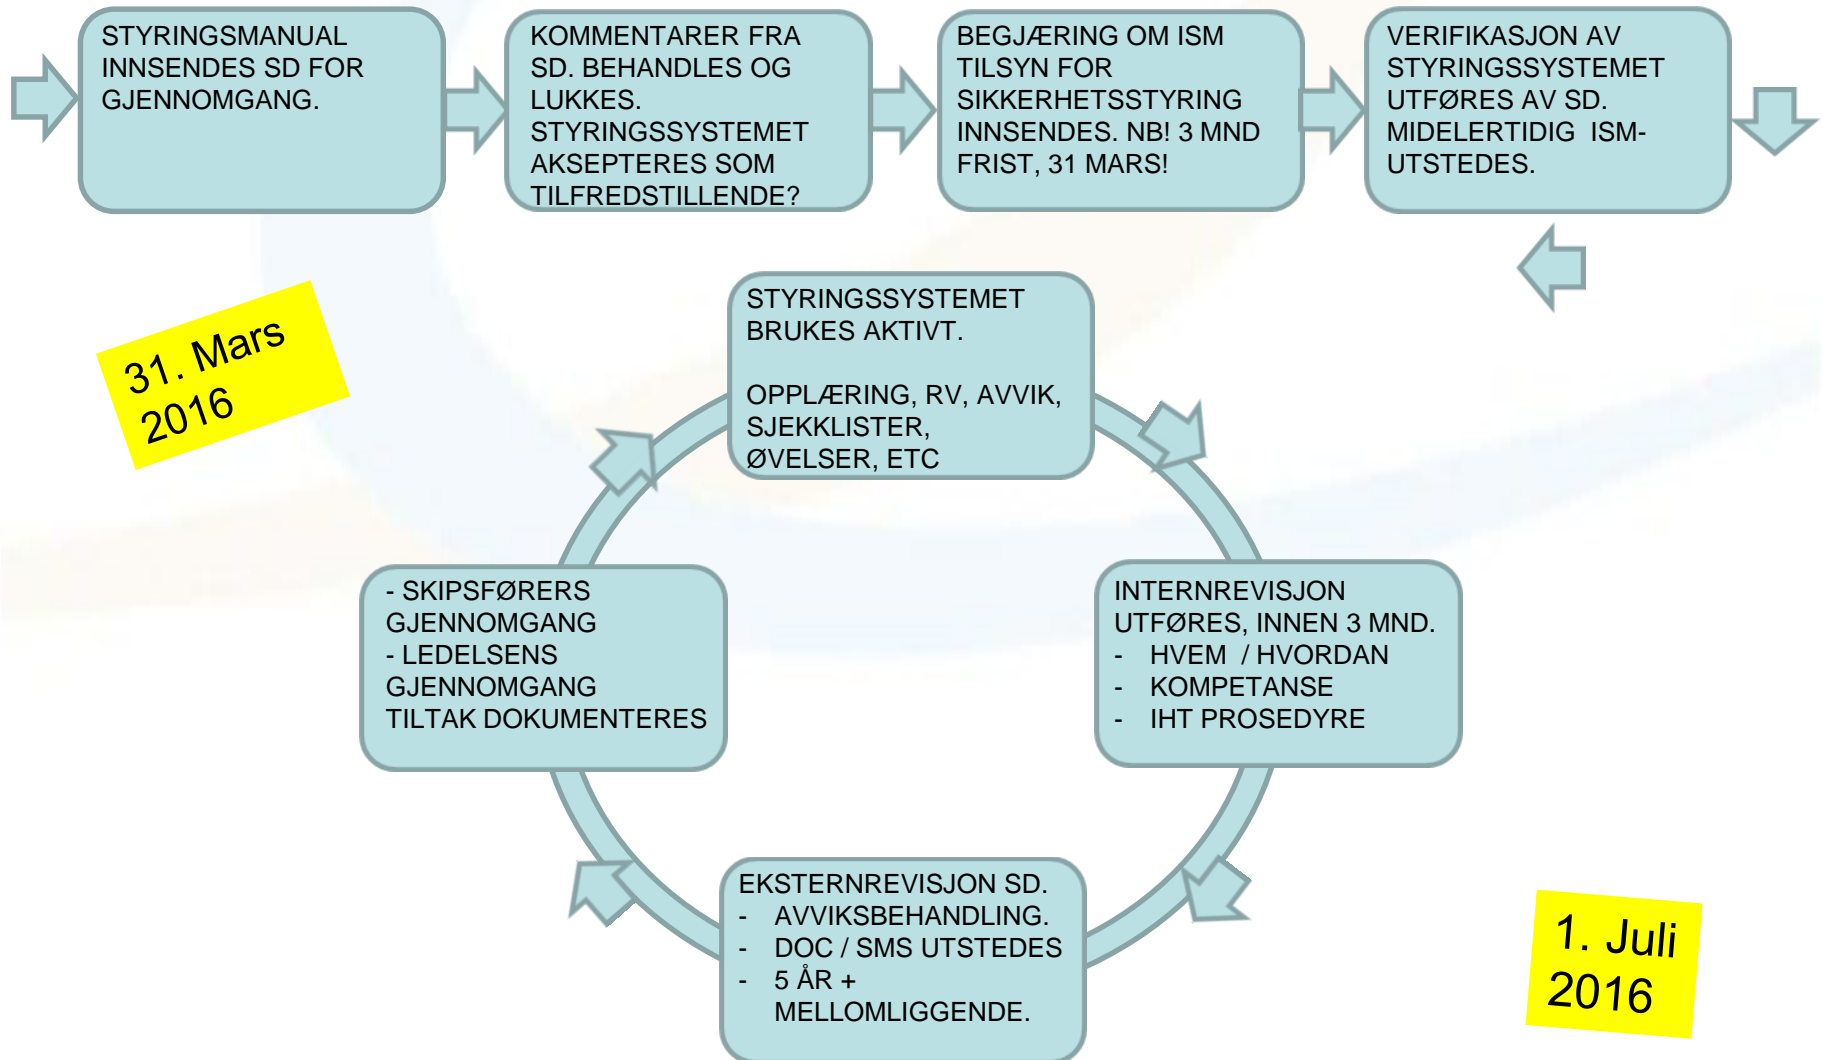 STYRINGSMANUAL
INNSENDES SD FOR
GJENNOMGANG.
KOMMENTARER FRA
SD. BEHANDLES OG
LUKKES.
STYRINGSSYSTEMET
AKSEPTERES SOM
TILFREDSTILLENDE?
BEGJÆRING OM ISM
TILSYN FOR
SIKKERHETSSTYRING
INNSENDES. NB! 3 MND
FRIST, 31 MARS!
VERIFIKASJON AV
STYRINGSSYSTEMET
UTFØRES AV SD.
MIDELERTIDIG ISM-
UTSTEDES.
31. Mars
2016
STYRINGSSYSTEMET
BRUKES AKTIVT.
OPPLÆRING, RV, AVVIK,
SJEKKLISTER,
ØVELSER, ETC
- SKIPSFØRERS
GJENNOMGANG
- LEDELSENS
GJENNOMGANG
TILTAK DOKUMENTERES
INTERNREVISJON
UTFØRES, INNEN 3 MND.
- HVEM / HVORDAN
- KOMPETANSE
- IHT PROSEDYRE
EKSTERNREVISJON SD.
- AVVIKSBEHANDLING.
- DOC / SMS UTSTEDES
- 5 ÅR +
MELLOMLIGGENDE.
1. Juli
2016